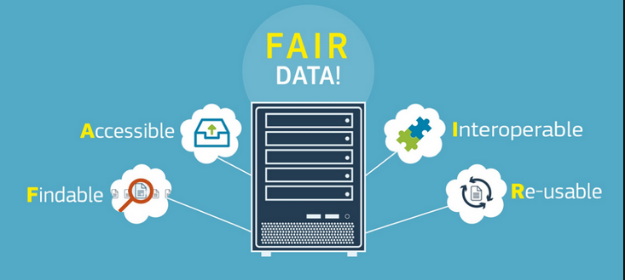 FAIR
DATA!
Accessible
Interoperable
Findable
Re-usable